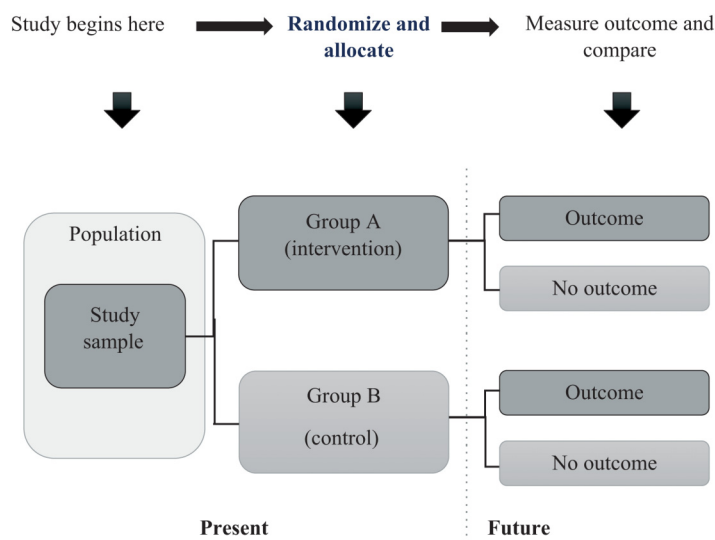 Study begins here
Randomize and
allocate
Measure outcome and
compare
Population
Study
sample
Group A
(intervention)
Group B
(control)
Outcome
No outcome
Outcome
No outcome
Present
Future